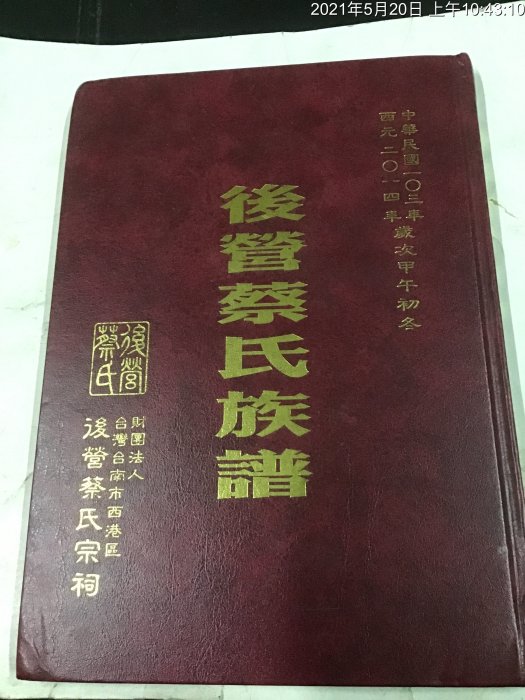 2021年5月20日 上午10:43:10
中華民國一〇三年歲次甲午初冬
西元二〇一四年
後營蔡氏族譜
後營
蔡氏
財團法人
台灣台南市西港區
後營蔡氏宗祠